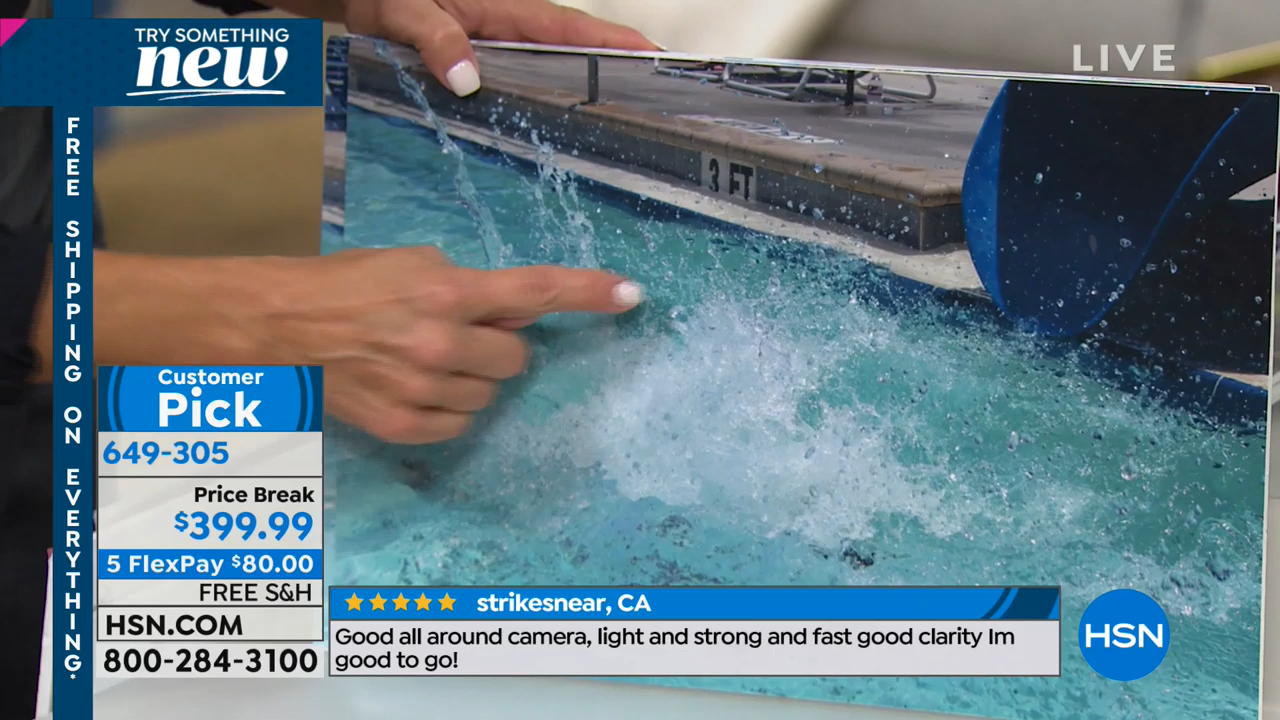 TRY SOMETHING
new
LIVE
FREE SHIPPING ON EVERYTHING*
3 FT
Customer
Pick
649-305
Price Break
$399.99
5 FlexPay $80.00
FREE S&H
HSN.COM
800-284-3100
strikesnear, CA
Good all around camera, light and strong and fast good clarity Im
good to go!
HSN